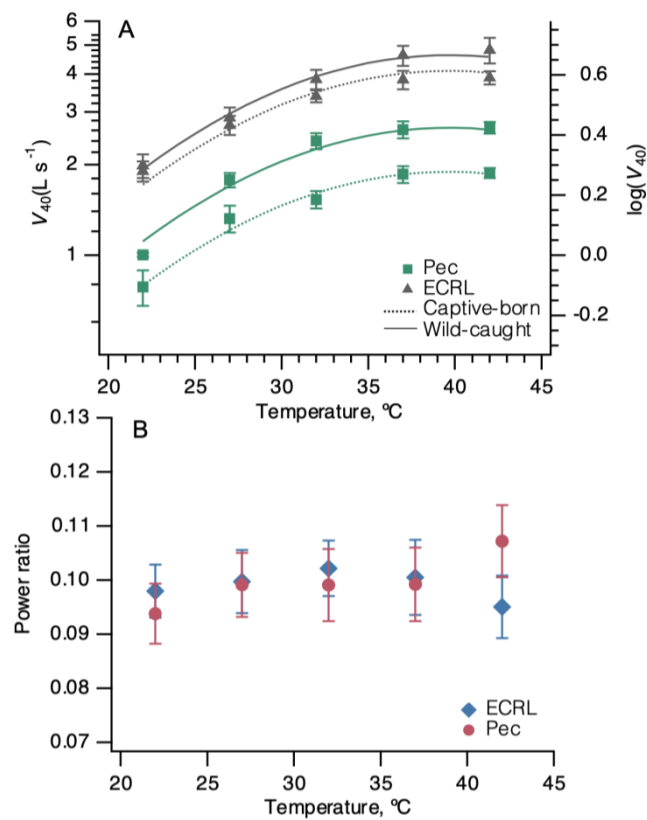 A
6
5
4
3
2
1
V40(L s-1)
0.6
0.4
0.2
0.0
-0.2
log(V40)
Pec
ECRL
Captive-born
Wild-caught
20 25 30 35 40 45
Temperature, ºC
B
0.13
0.12
0.11
0.10
0.09
0.08
0.07
Power ratio
ECRL
Pec
20 25 30 35 40 45
Temperature, ºC